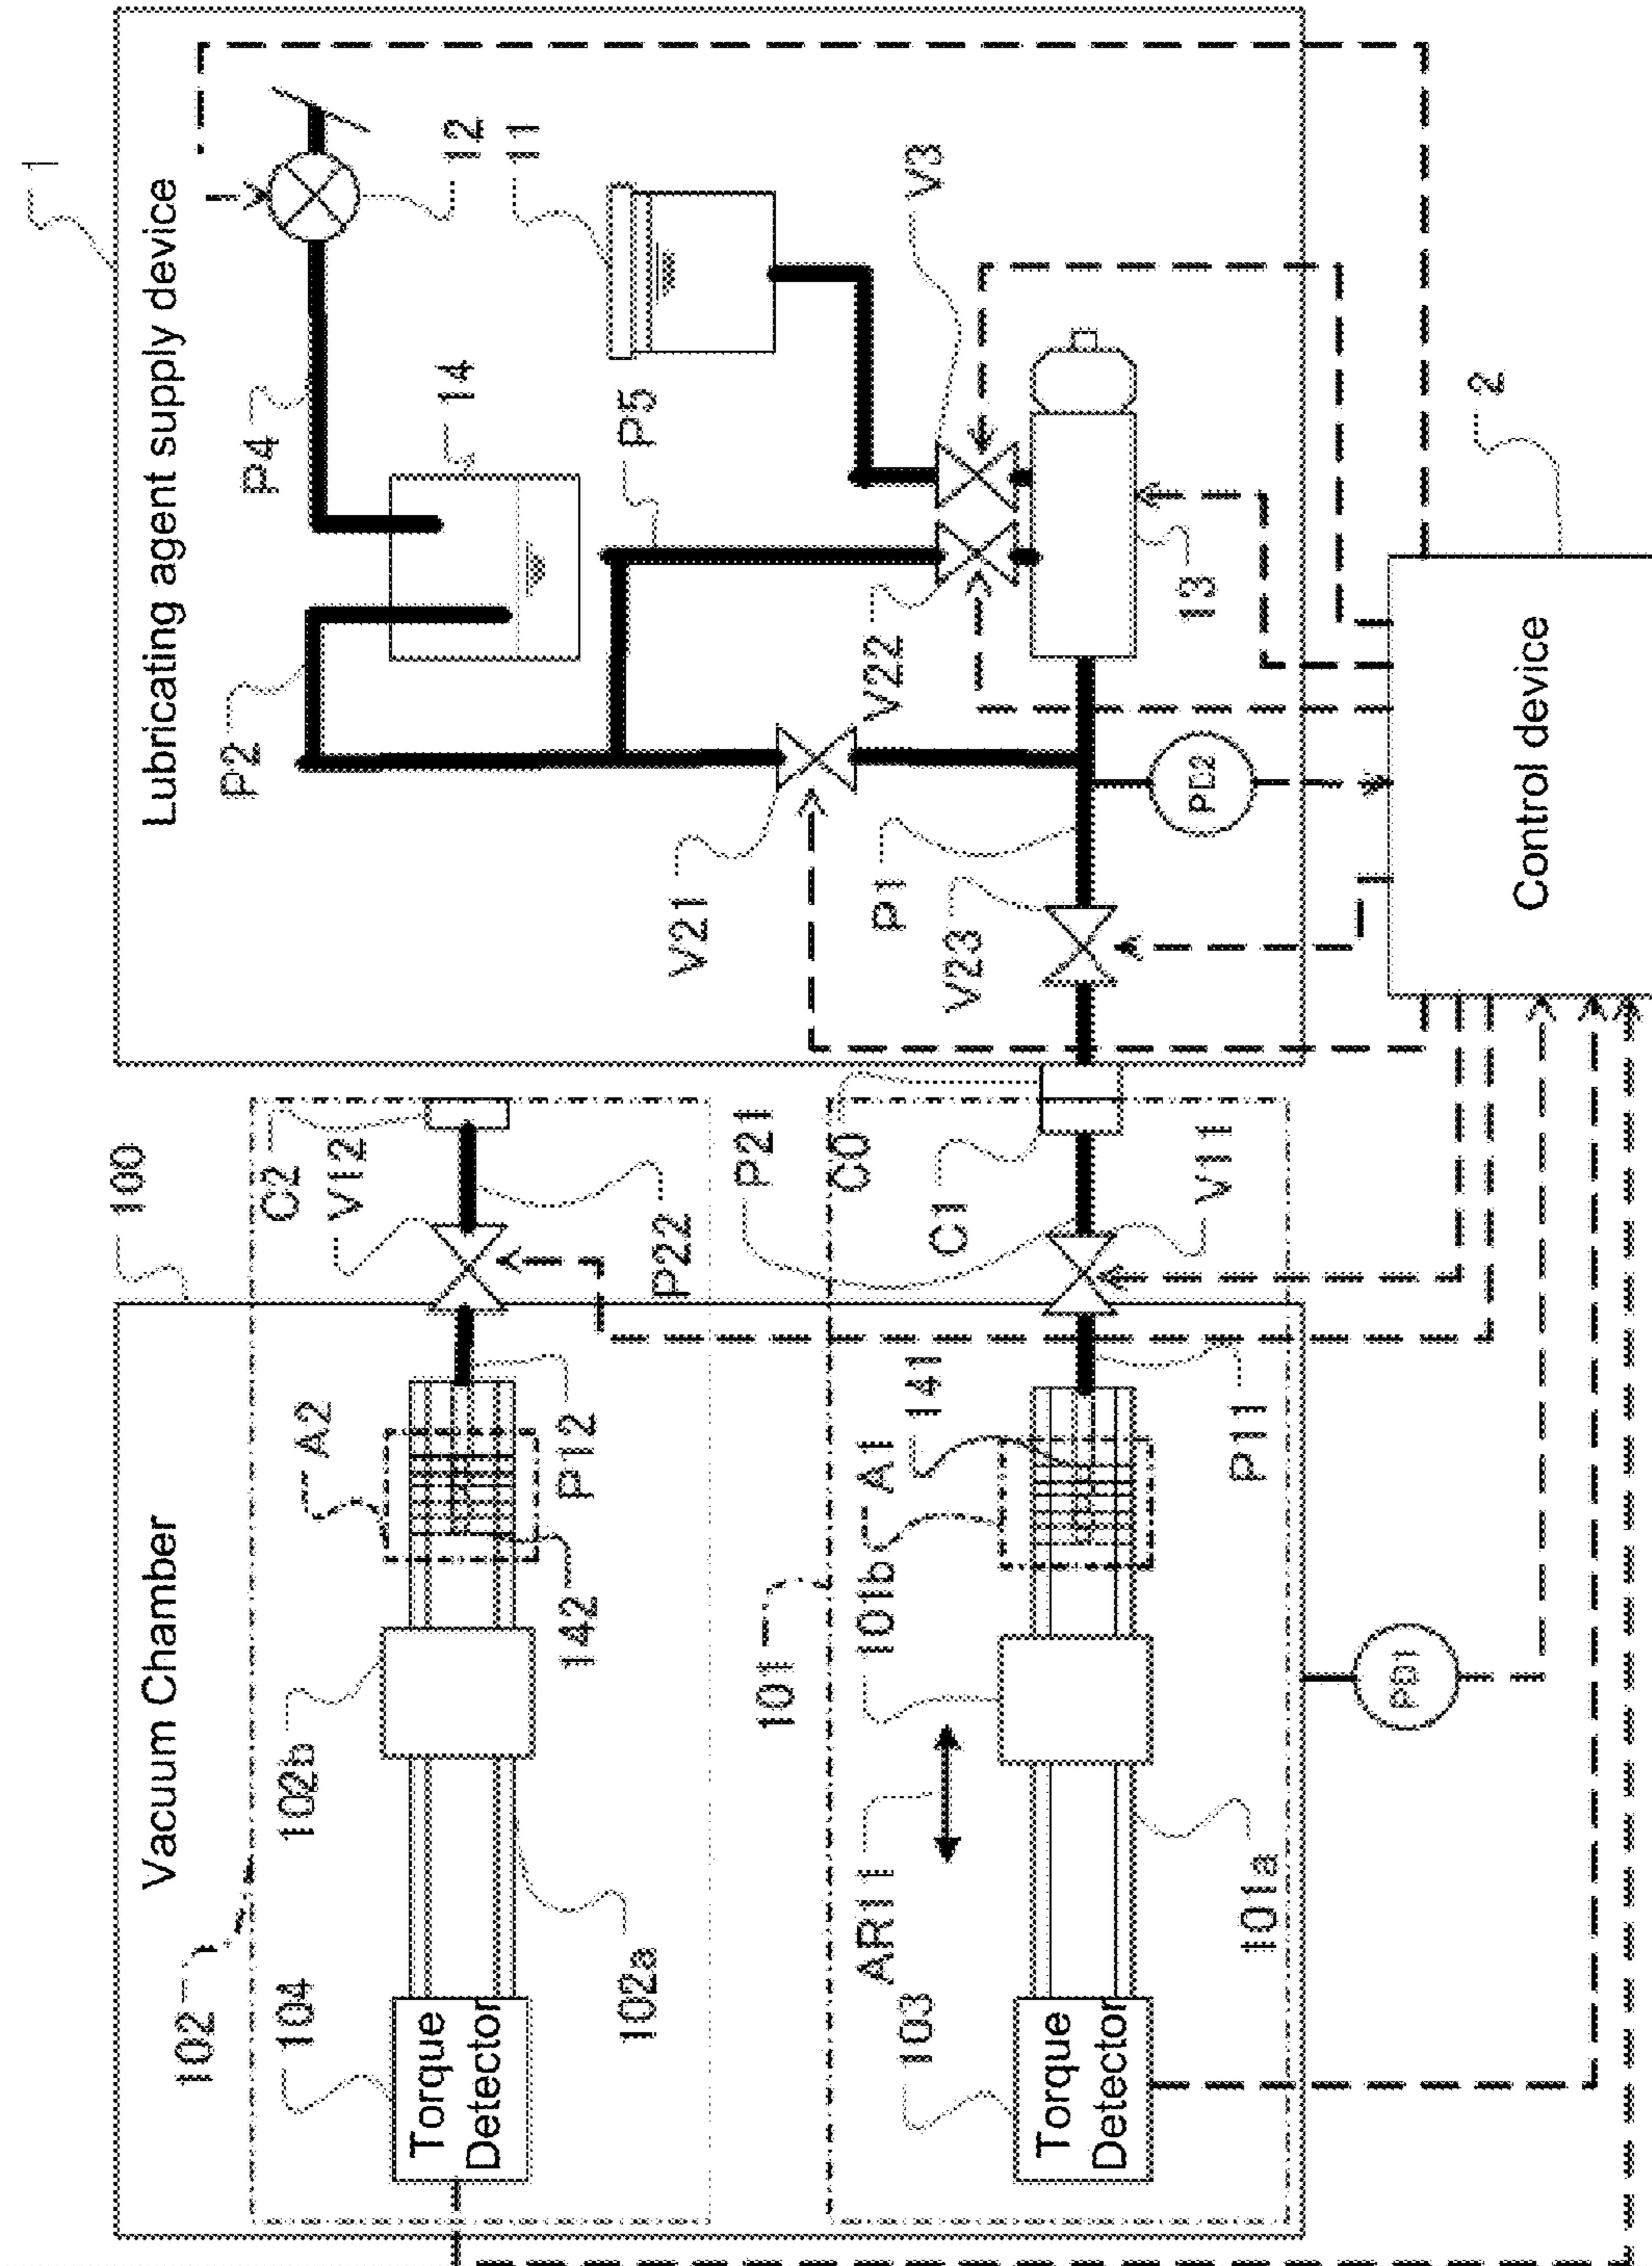 1
Lubricating agent supply device
12
11
P4
14
P5
V3
P2
V22
13
2
V21
P1
V23
PD2
Control device
100
C2
V12
P22
P21
C0
C1
V11
Vacuum Chamber
A2
P12
142
102b
102
104
102a
Torque
Detector
141
A1
101b
P11
101
AR11
101a
103
Torque
Detector
PD1